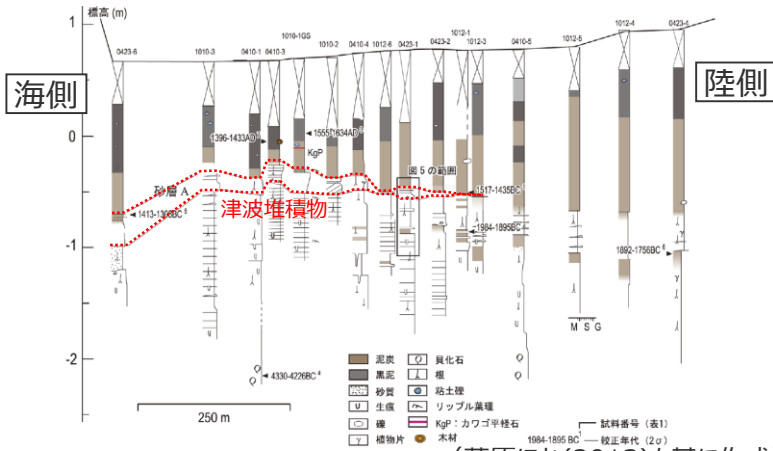 標高 (m)
1
0
-1
-2
海側
陸側
0423-6
1010-3
0410-1
0410-3
1010-1GS
1010-2
0410-4
1012-6
0423-1
0423-2
1012-1
1012-3
0410-5
1012-5
1012-4
0423-4
1396-1433AD
1555-1634AD
KgP
図 5 の範囲
砂層 A
津波堆積物
1517-1435BC
1984-1895BC
1892-1756BC 6
4330-4226BC 4
M S G
250 m
泥炭
黒泥
砂質
生痕
礫
植物片
貝化石
根
粘土礫
リップル葉理
KgP:カワゴ平軽石
木材
試料番号(表1)
1984-1895 BC 1
較正年代(2σ)